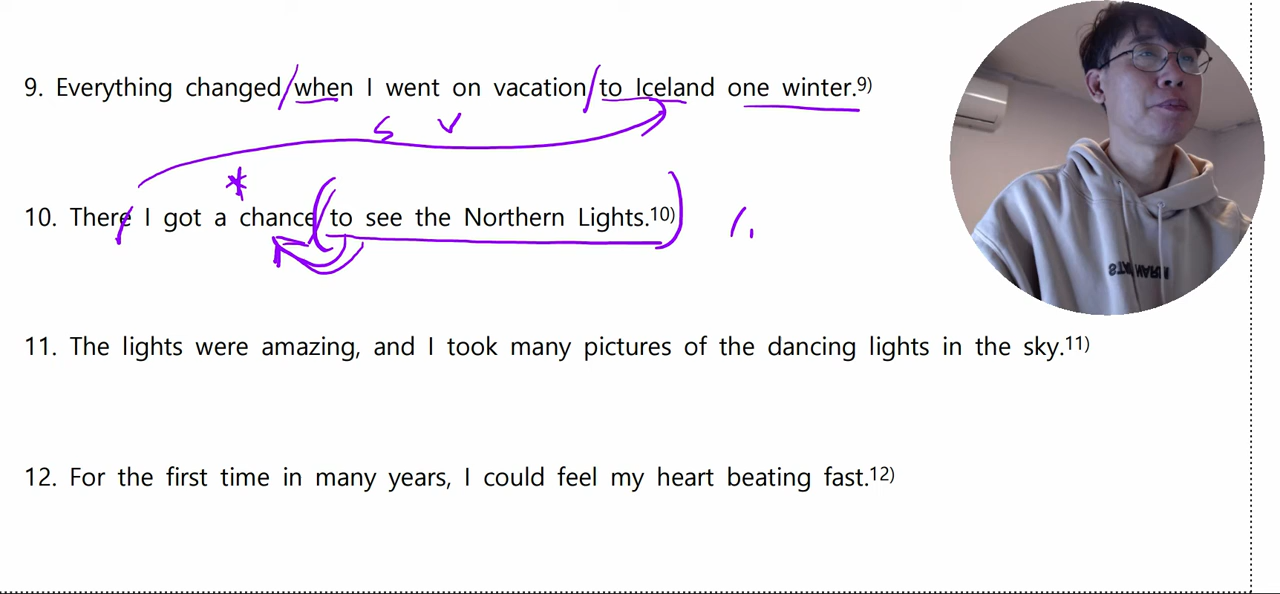 9. Everything changed when I went on vacation to Iceland one winter.9)
S V
*
10. There I got a chance to see the Northern Lights.10)
11. The lights were amazing, and I took many pictures of the dancing lights in the sky.11)
12. For the first time in many years, I could feel my heart beating fast.12)